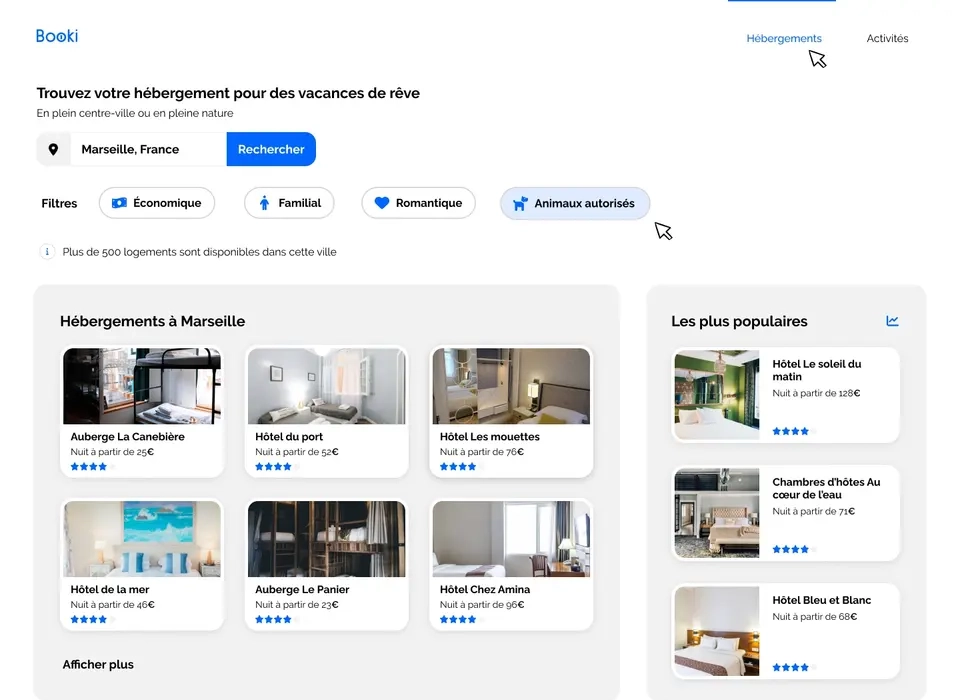 Booki
Hébergements
Activités
Trouvez votre hébergement pour des vacances de rêve
En plein centre-ville ou en pleine nature
Marseille, France
Rechercher
Filtres
Économique
Familial
Romantique
Animaux autorisés
Plus de 500 logements sont disponibles dans cette ville
Hébergements à Marseille
Auberge La Canebière
Nuit à partir de 25€
Hôtel du port
Nuit à partir de 52€
Hôtel Les mouettes
Nuit à partir de 76€
Hôtel de la mer
Nuit à partir de 46€
Auberge Le Panier
Nuit à partir de 23€
Hôtel Chez Amina
Nuit à partir de 96€
Afficher plus
Les plus populaires
Hôtel Le soleil du
matin
Nuit à partir de 128€
Chambres d'hôtes Au
cœur de l'eau
Nuit à partir de 71€
Hôtel Bleu et Blanc
Nuit à partir de 68€